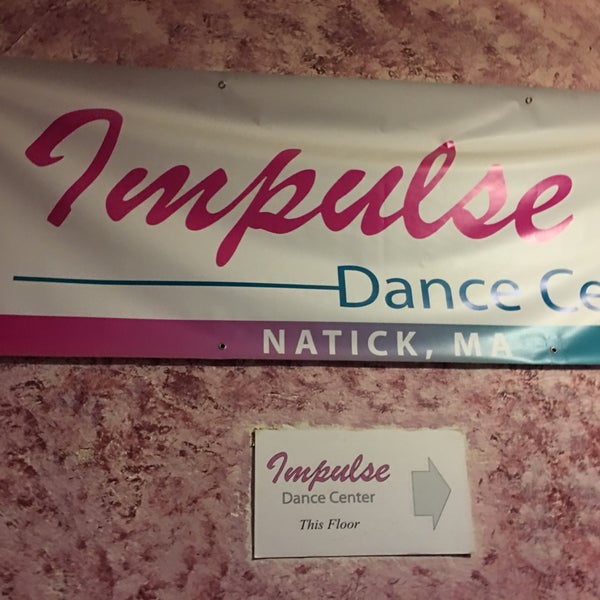 Impulse
Dance Ce
NATICK, MA
Impulse
Dance Center
This Floor